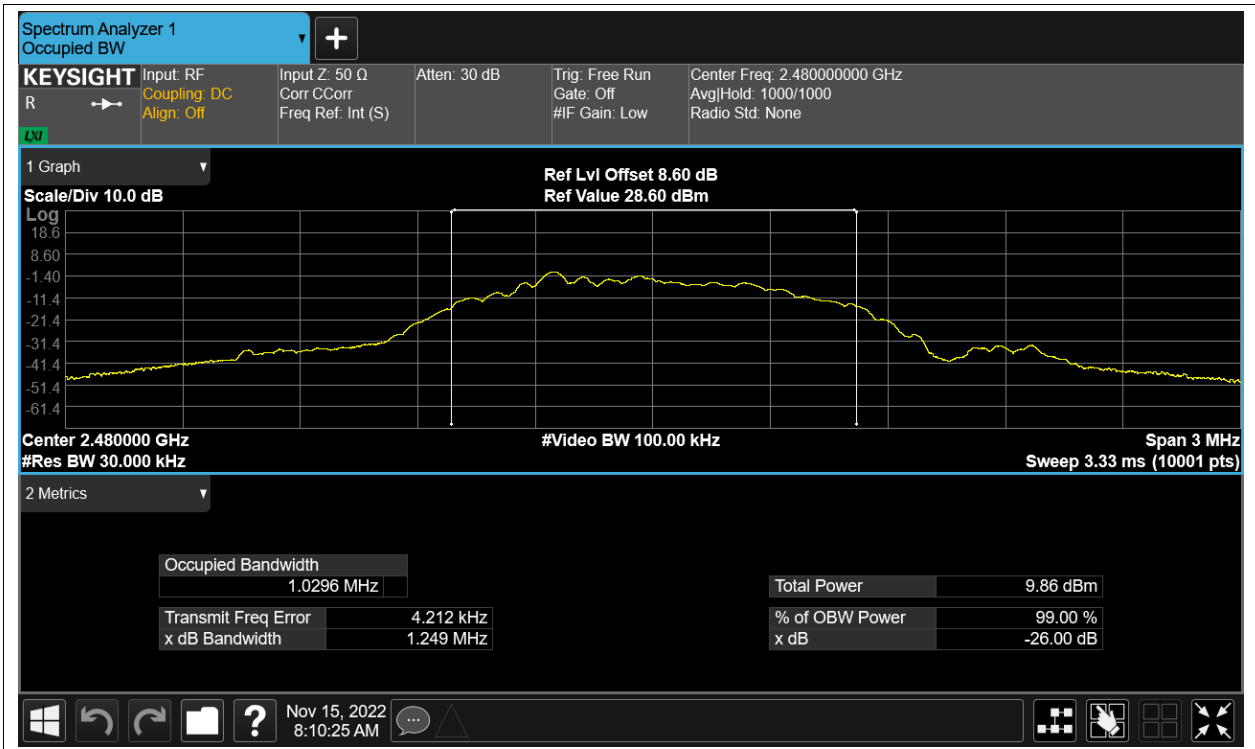 Spectrum Analyzer 1
Occupied BW
KEYSIGHT
R
LXI
Input: RF
Coupling: DC
Align: Off
Input Z: 50 Ω
Corr CCorr
Freq Ref: Int (S)
Atten: 30 dB
Trig: Free Run
Gate: Off
#IF Gain: Low
Center Freq: 2.480000000 GHz
Avg|Hold: 1000/1000
Radio Std: None
1 Graph
Scale/Div 10.0 dB
Ref Lvl Offset 8.60 dB
Ref Value 28.60 dBm
Log
18.6
8.60
-1.40
-11.4
-21.4
-31.4
-41.4
-51.4
-61.4
Center 2.480000 GHz
#Res BW 30.000 kHz
#Video BW 100.00 kHz
Span 3 MHz
Sweep 3.33 ms (10001 pts)
2 Metrics
Occupied Bandwidth
1.0296 MHz
Transmit Freq Error 4.212 kHz
x dB Bandwidth 1.249 MHz
Total Power 9.86 dBm
% of OBW Power 99.00 %
x dB -26.00 dB
?
Nov 15, 2022
8:10:25 AM